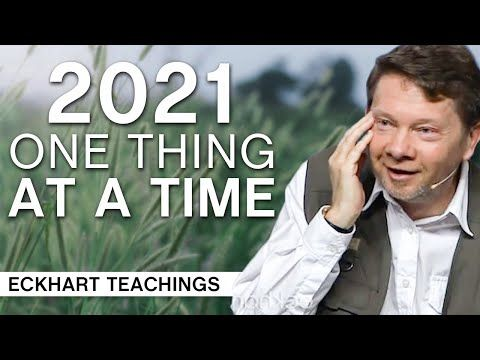 2021
ONE THING
AT A TIME
ECKHART TEACHINGS